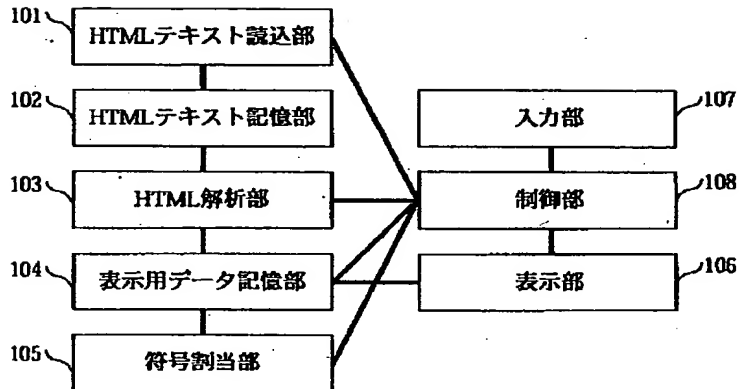 101
HTMLテキスト読込部
102
HTMLテキスト記憶部
107
入力部
103
HTML解析部
108
制御部
104
表示用データ記憶部
106
表示部
105
符号割当部